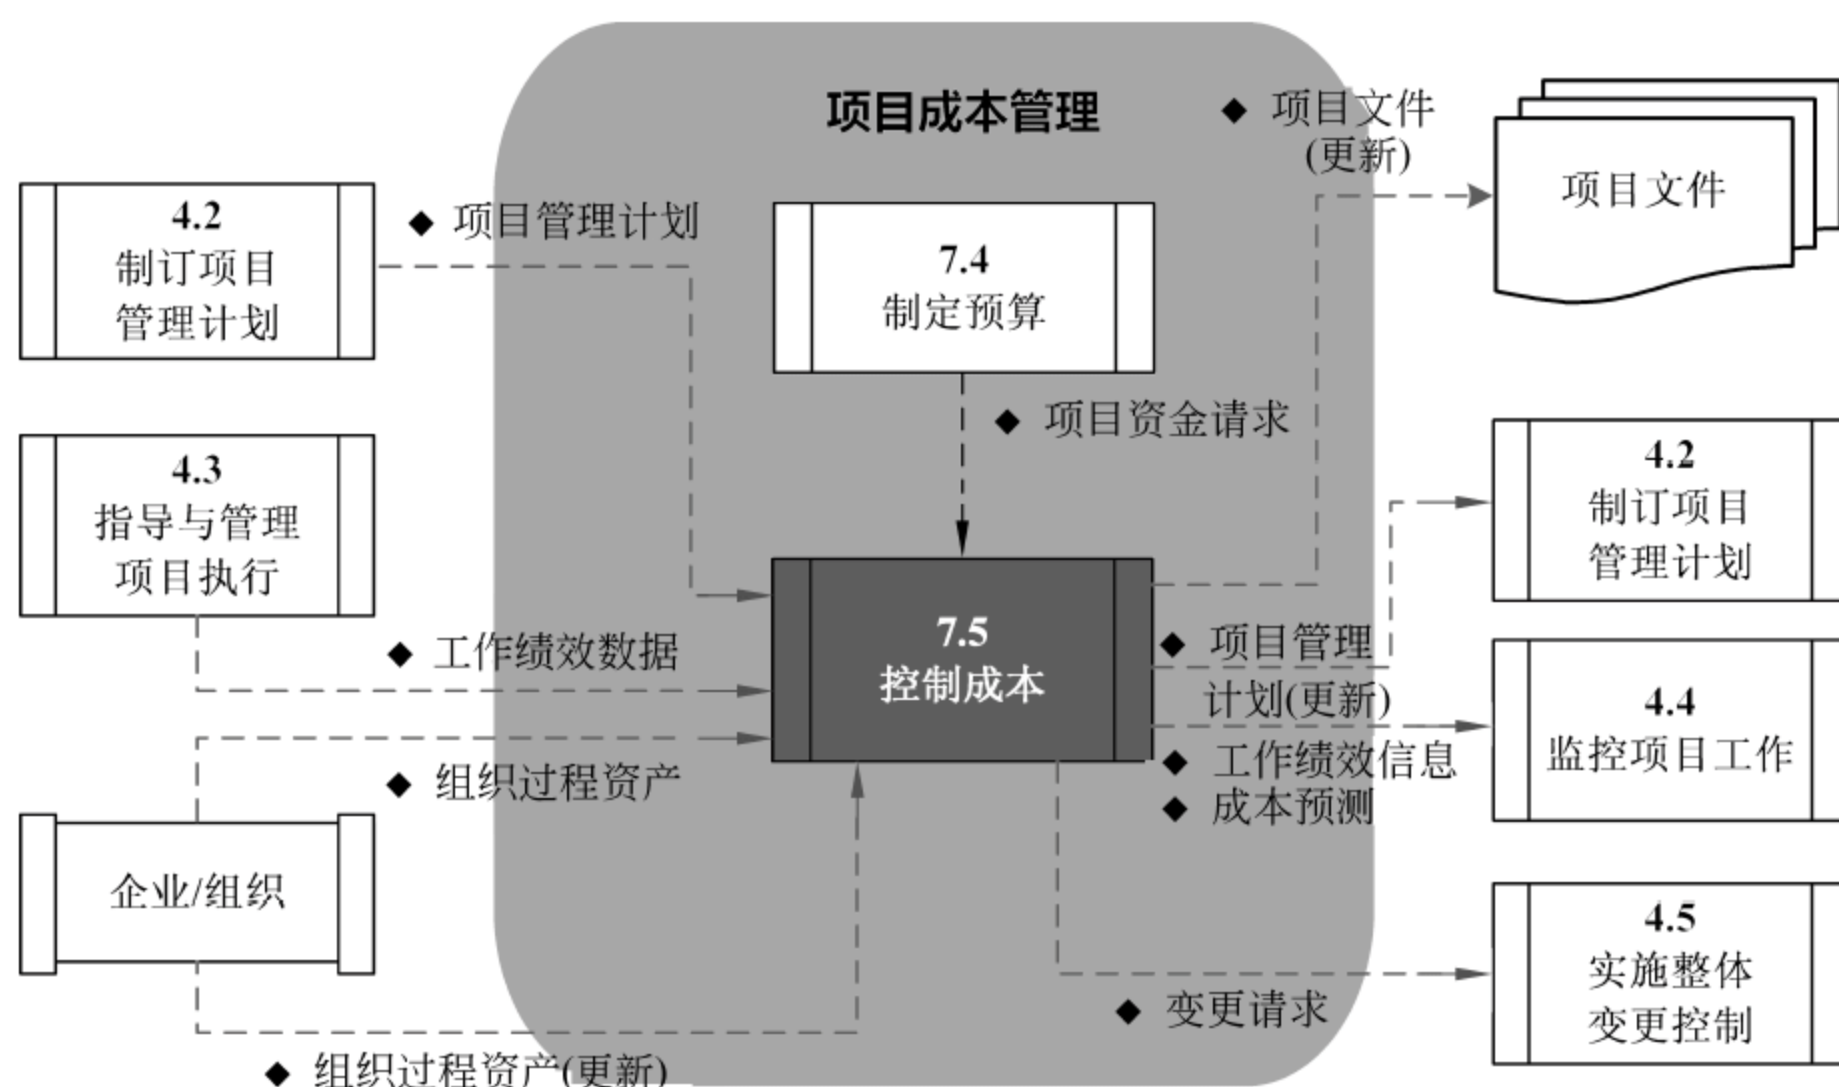 项目成本管理
◆ 项目文件
(更新)
项目文件
4.2
制订项目
管理计划
◆ 项目管理计划
7.4
制定预算
◆ 项目资金请求
4.3
指导与管理
项目执行
◆ 工作绩效数据
7.5
控制成本
◆ 项目管理
计划(更新)
4.2
制订项目
管理计划
◆ 工作绩效信息
◆ 成本预测
4.4
监控项目工作
◆ 组织过程资产
企业/组织
◆ 组织过程资产(更新)
◆ 变更请求
4.5
实施整体
变更控制